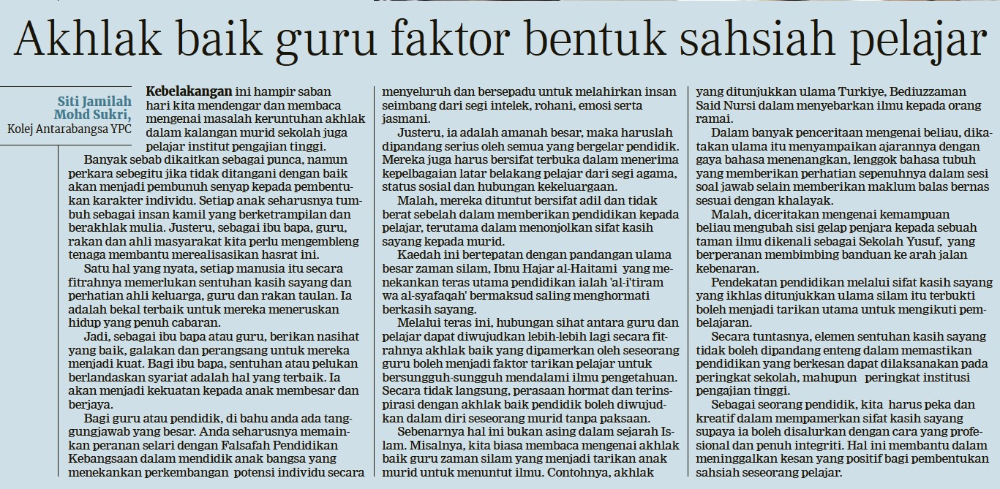 Akhlak baik guru faktor bentuk sahsiah pelajar
Siti Jamilah
Mohd Sukri,
Kolej Antarabangsa YPC
Kebelakangan ini hampir saban
hari kita mendengar dan membaca
mengenai masalah keruntuhan akhlak
dalam kalangan murid sekolah juga
pelajar institut pengajian tinggi.
Banyak sebab dikaitkan sebagai punca, namun
perkara sebegitu jika tidak ditangani dengan baik
akan menjadi pembunuh senyap kepada pembentu-
kan karakter individu. Setiap anak seharusnya tum-
buh sebagai insan kamil yang berketrampilan dan
berakhlak mulia. Justeru, sebagai ibu bapa, guru,
rakan dan ahli masyarakat kita perlu mengembleng
tenaga membantu merealisasikan hasrat ini.
Satu hal yang nyata, setiap manusia itu secara
fitrahnya memerlukan sentuhan kasih sayang dan
perhatian ahli keluarga, guru dan rakan taulan. Ia
adalah bekal terbaik untuk mereka meneruskan
hidup yang penuh cabaran.
Jadi, sebagai ibu bapa atau guru, berikan nasihat
yang baik, galakan dan perangsang untuk mereka
menjadi kuat. Bagi ibu bapa, sentuhan atau pelukan
berlandaskan syariat adalah hal yang terbaik. Ia
akan menjadi kekuatan kepada anak membesar dan
berjaya.
Bagi guru atau pendidik, di bahu anda ada tang-
gungjawab yang besar. Anda seharusnya memain-
kan peranan selari dengan Falsafah Pendidikan
Kebangsaan dalam mendidik anak bangsa yang
menekankan perkembangan potensi individu secara
menyeluruh dan bersepadu untuk melahirkan insan
seimbang dari segi intelek, rohani, emosi serta
jasmani.
Justeru, ia adalah amanah besar, maka haruslah
dipandang serius oleh semua yang bergelar pendidik.
Mereka juga harus bersifat terbuka dalam menerima
kepelbagaian latar belakang pelajar dari segi agama,
status sosial dan hubungan kekeluargaan.
Malah, mereka dituntut bersifat adil dan tidak
berat sebelah dalam memberikan pendidikan kepada
pelajar, terutama dalam menonjolkan sifat kasih
sayang kepada murid.
Kaedah ini bertepatan dengan pandangan ulama
besar zaman silam, Ibnu Hajar al-Haitami yang me-
nekankan teras utama pendidikan ialah 'al-i'tiram
wa al-syafaqah' bermaksud saling menghormati
berkasih sayang.
Melalui teras ini, hubungan sihat antara guru dan
pelajar dapat diwujudkan lebih-lebih lagi secara fit-
rahnya akhlak baik yang dipamerkan oleh seseorang
guru boleh menjadi faktor tarikan pelajar untuk
bersungguh-sungguh mendalami ilmu pengetahuan.
Secara tidak langsung, perasaan hormat dan terins-
pirasi dengan akhlak baik pendidik boleh diwujud-
kan dalam diri seseorang murid tanpa paksaan.
Sebenarnya hal ini bukan asing dalam sejarah Is-
lam. Misalnya, kita biasa membaca mengenai akhlak
baik guru zaman silam yang menjadi tarikan anak
murid untuk menuntut ilmu. Contohnya, akhlak
yang ditunjukkan ulama Turkiye, Bediuzzaman
Said Nursi dalam menyebarkan ilmu kepada orang
ramai.
Dalam banyak penceritaan mengenai beliau, dika-
takan ulama itu menyampaikan ajarannya dengan
gaya bahasa menenangkan, lenggok bahasa tubuh
yang memberikan perhatian sepenuhnya dalam sesi
soal jawab selain memberikan maklum balas bernas
sesuai dengan khalayak.
Malah, diceritakan mengenai kemampuan
beliau mengubah sisi gelap penjara kepada sebuah
taman ilmu dikenali sebagai Sekolah Yusuf, yang
berperanan membimbing banduan ke arah jalan
kebenaran.
Pendekatan pendidikan melalui sifat kasih sayang
yang ikhlas ditunjukkan ulama silam itu terbukti
boleh menjadi tarikan utama untuk mengikuti pem-
belajaran.
Secara tuntasnya, elemen sentuhan kasih sayang
tidak boleh dipandang enteng dalam memastikan
pendidikan yang berkesan dapat dilaksanakan pada
peringkat sekolah, mahupun peringkat institusi
pengajian tinggi.
Sebagai seorang pendidik, kita harus peka dan
kreatif dalam mempamerkan sifat kasih sayang
supaya ia boleh disalurkan dengan cara yang profe-
sional dan penuh integriti. Hal ini membantu dalam
meninggalkan kesan yang positif bagi pembentukan
sahsiah seseorang pelajar.